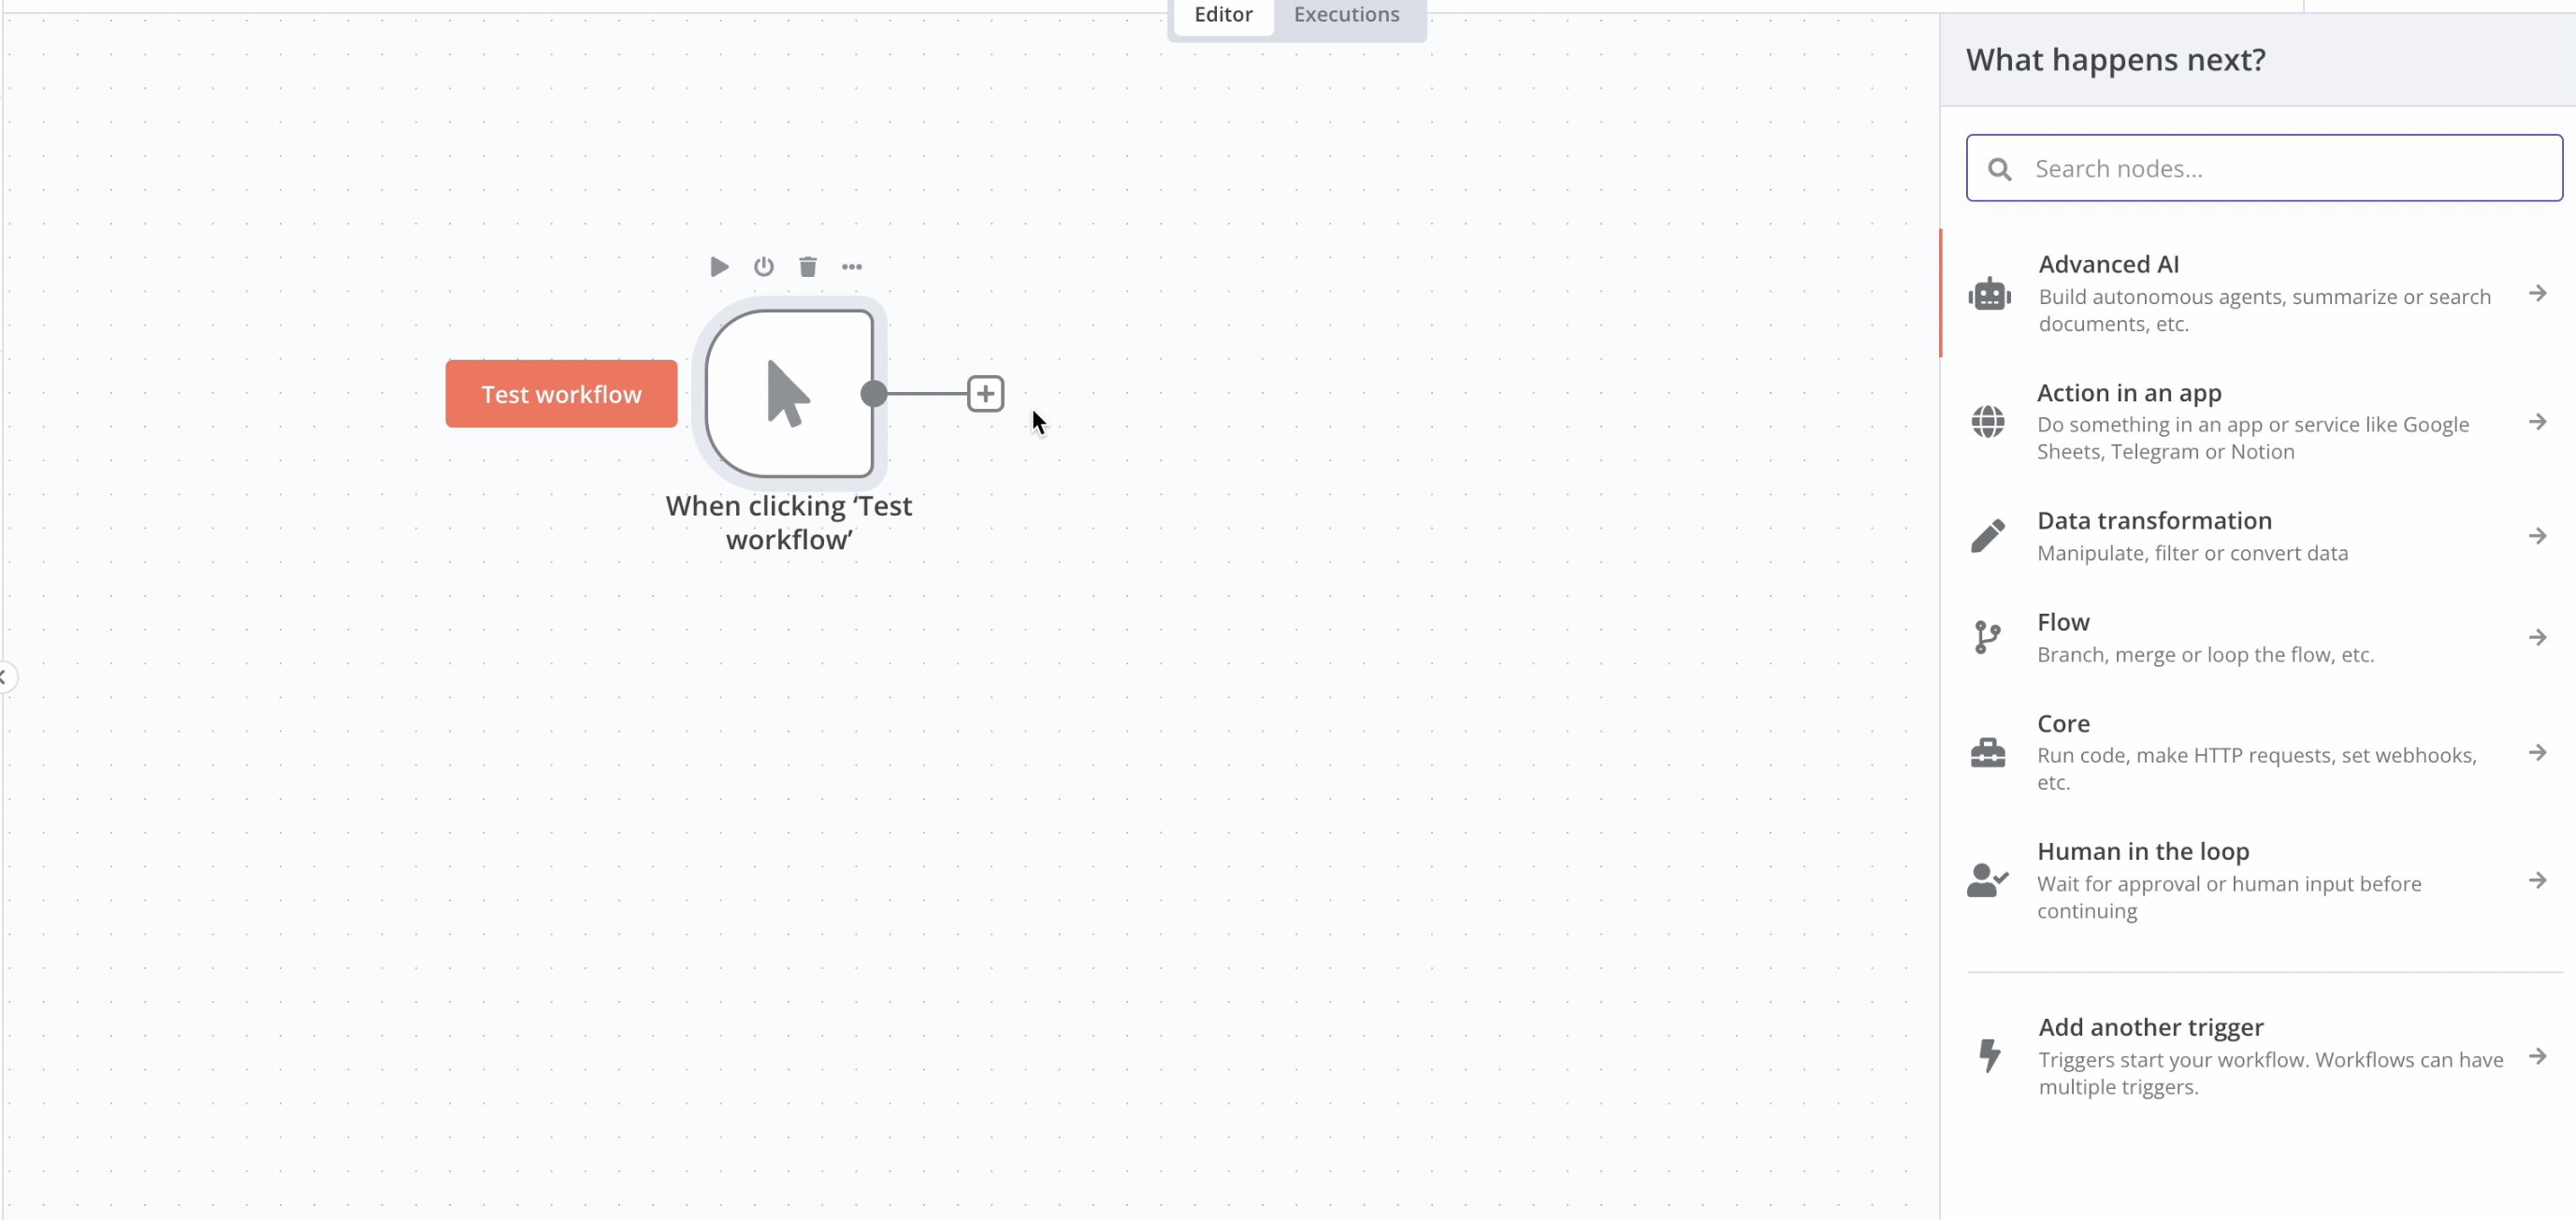 Editor Executions
What happens next?
Search nodes...
Advanced AI
Build autonomous agents, summarize or search
documents, etc.
Action in an app
Do something in an app or service like Google
Sheets, Telegram or Notion
Test workflow
When clicking ‘Test
workflow’
Data transformation
Manipulate, filter or convert data
Flow
Branch, merge or loop the flow, etc.
Core
Run code, make HTTP requests, set webhooks,
etc.
Human in the loop
Wait for approval or human input before
continuing
Add another trigger
Triggers start your workflow. Workflows can have
multiple triggers.